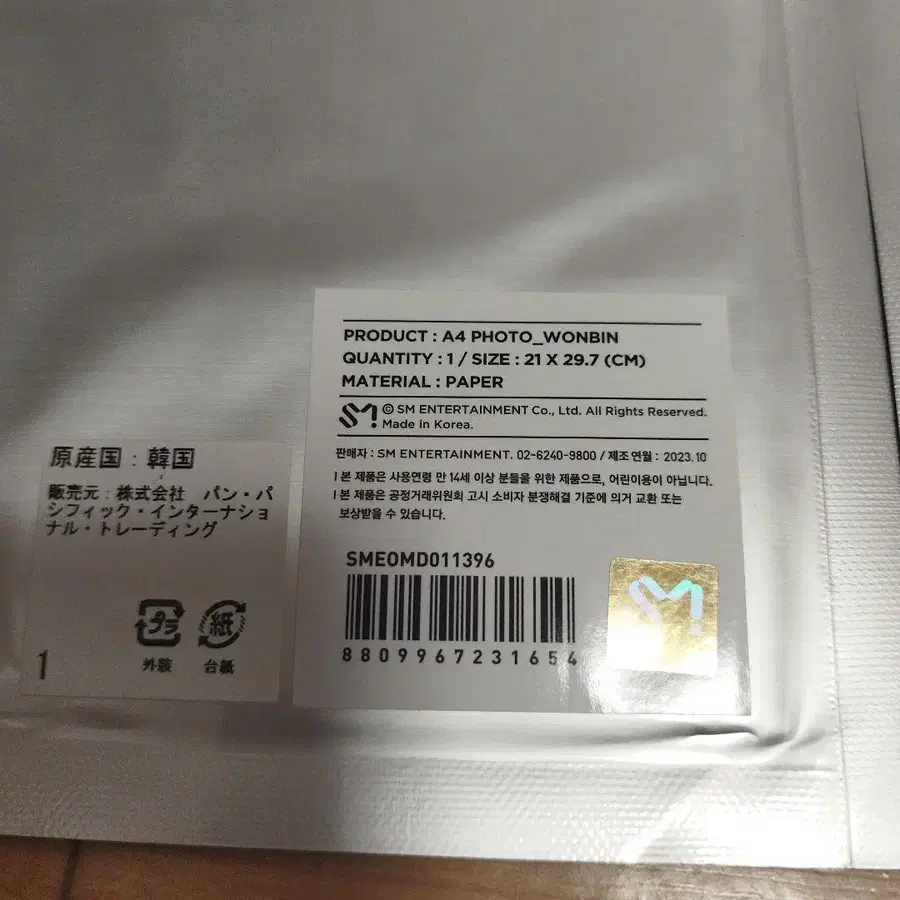 PRODUCT : A4 PHOTO_WONBIN
QUANTITY : 1 / SIZE : 21 X 29.7 (CM)
MATERIAL : PAPER
SM © SM ENTERTAINMENT Co., Ltd. All Rights Reserved.
Made in Korea.
판매자 : SM ENTERTAINMENT. 02-6240-9800 / 제조 연월 : 2023.10
l 본 제품은 사용연령 만 14세 이상 분들을 위한 제품으로, 어린이용이 아닙니다.
l 본 제품은 공정거래위원회 고시 소비자 분쟁해결 기준에 의거 교환 또는
보상받을 수 있습니다.
SMEOMD011396
8809967231654
SM
原産国：韓国
販売元：株式会社 パン・パ
シフィック・インターナショ
ナル・トレーディング
プラ 紙
外装 台紙
1